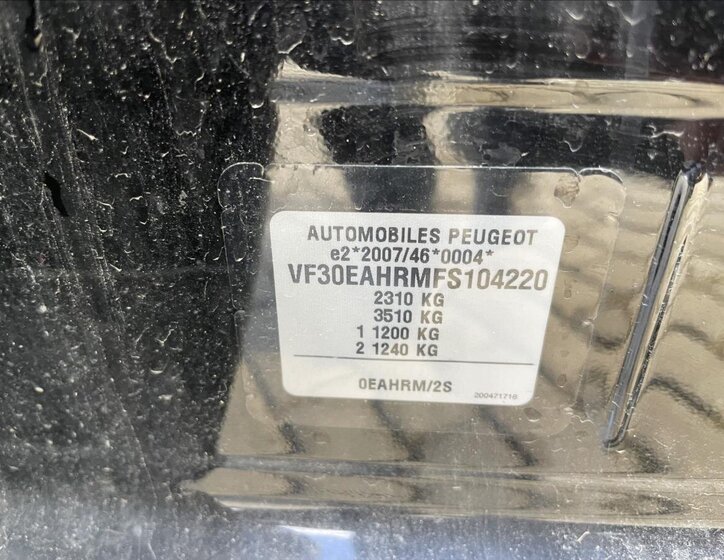 AUTOMOBILES PEUGEOT
e2*2007/46*0004*
VF30EAHRMFS104220
2310 KG
3510 KG
1 1200 KG
2 1240 KG
0EAHRM/2S
200471716